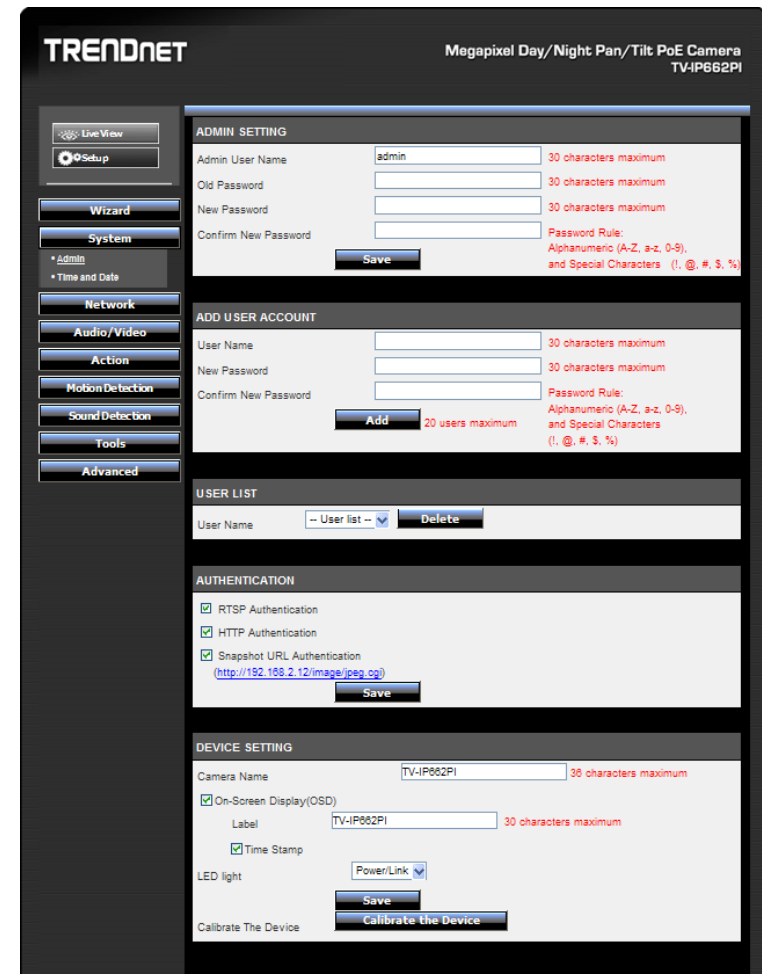 TRENDNET
Megapixel Day/Night Pan/Tilt PoE Camera
TV-IP662PI
Live View
Setup
Wizard
System
Admin
Time and Date
Network
Audio/Video
Action
Motion Detection
Sound Detection
Tools
Advanced
ADMIN SETTING
Admin User Name admin 30 characters maximum
Old Password 30 characters maximum
New Password 30 characters maximum
Confirm New Password Password Rule:
Alphanumeric (A-Z, a-z, 0-9),
Save and Special Characters (!, @, #, $, %)
ADD USER ACCOUNT
User Name 30 characters maximum
New Password 30 characters maximum
Confirm New Password Password Rule:
Alphanumeric (A-Z, a-z, 0-9),
Add 20 users maximum and Special Characters
(!, @, #, $, %)
USER LIST
User Name -- User list -- Delete
AUTHENTICATION
RTSP Authentication
HTTP Authentication
Snapshot URL Authentication
(http://192.168.2.12/image/jpeg.cgi)
Save
DEVICE SETTING
Camera Name TV-IP662PI 36 characters maximum
On-Screen Display(OSD)
Label TV-IP662PI 30 characters maximum
Time Stamp
LED light Power/Link
Save
Calibrate The Device Calibrate the Device